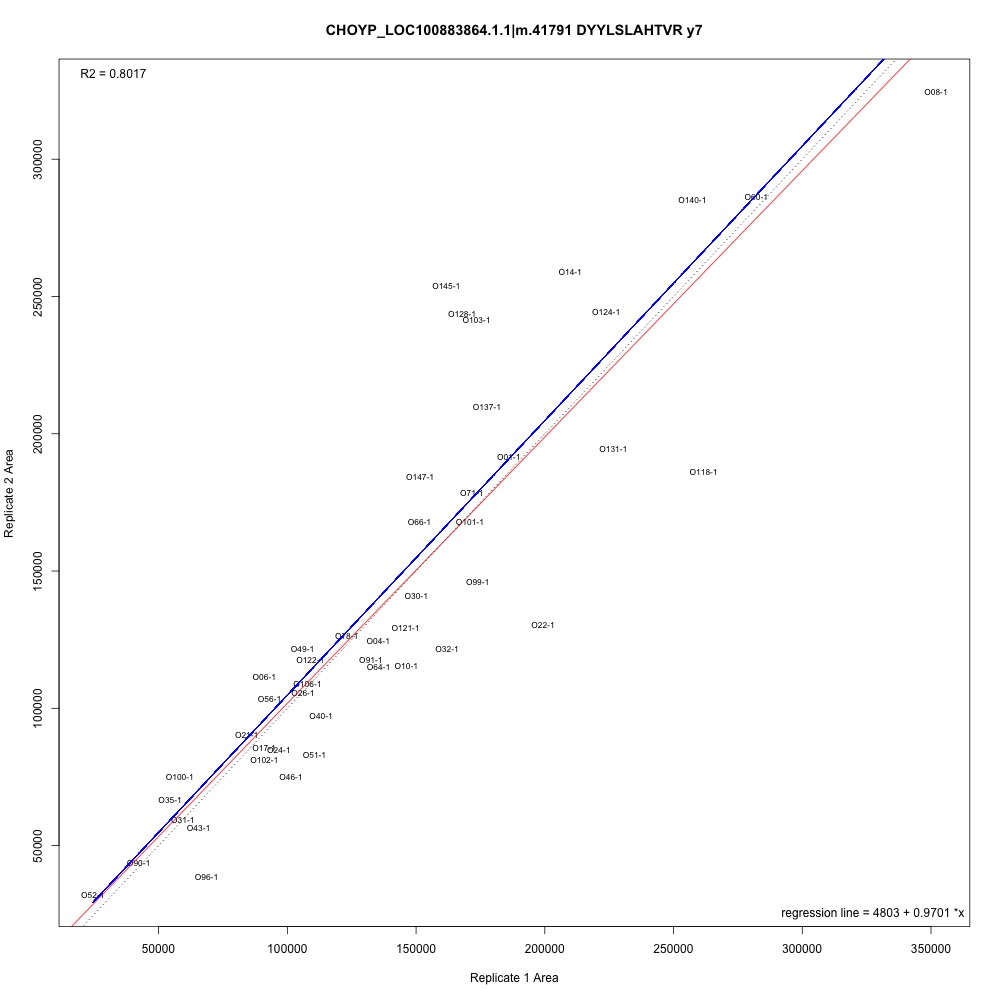 CHOYP_LOC100883864.1.1|m.41791 DYYLSLAHTVR y7
R2 = 0.8017
O08-1
O140-1
O60-1
O14-1
O145-1
O128-1
O103-1
O124-1
O137-1
O131-1
O01-1
O118-1
O147-1
O71-1
O66-1
O101-1
O99-1
O30-1
O121-1
O22-1
O78-1
O04-1
O49-1
O32-1
O122-1
O91-1
O64-1
O10-1
O06-1
O106-1
O26-1
O56-1
O40-1
O21-1
O17-1
O24-1
O51-1
O102-1
O100-1
O46-1
O35-1
O31-1
O43-1
O90-1
O96-1
O52-1
regression line = 4803 + 0.9701 *x
50000
100000
150000
200000
250000
300000
Replicate 2 Area
50000
100000
150000
200000
250000
300000
350000
Replicate 1 Area